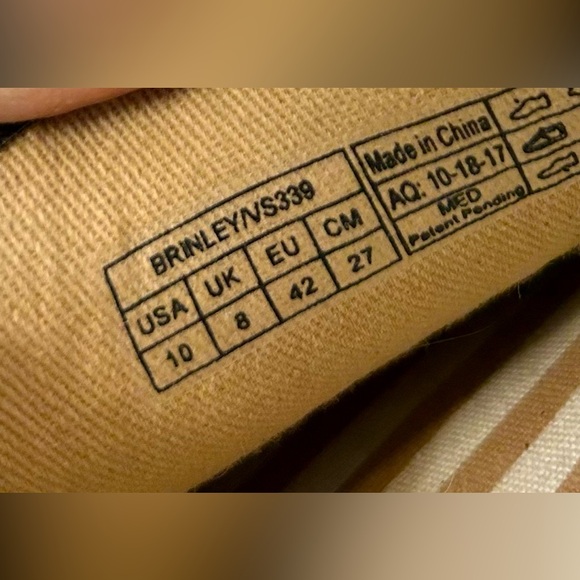 BRINLEY/VS339
USA UK EU CM
10 8 42 27
Made in China
AQ: 10-18-17
MED
Patent Pending